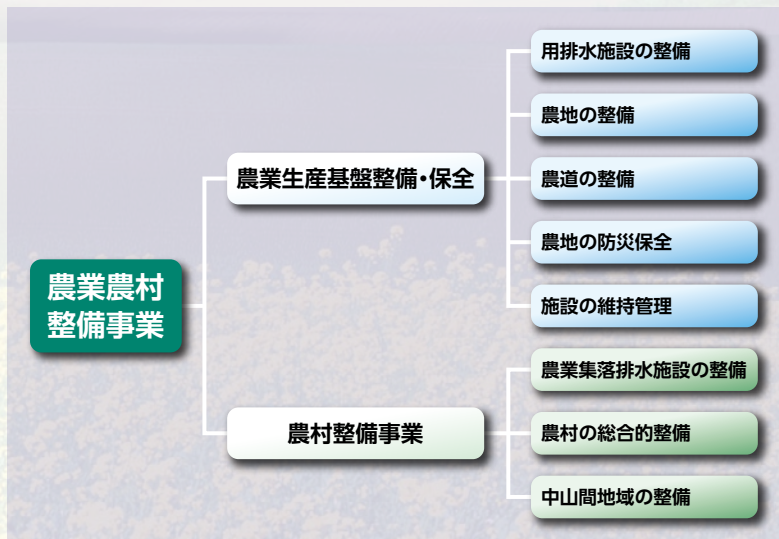 農業農村
整備事業
農業生産基盤整備・保全
用排水施設の整備
農地の整備
農道の整備
農地の防災保全
施設の維持管理
農村整備事業
農業集落排水施設の整備
農村の総合的整備
中山間地域の整備